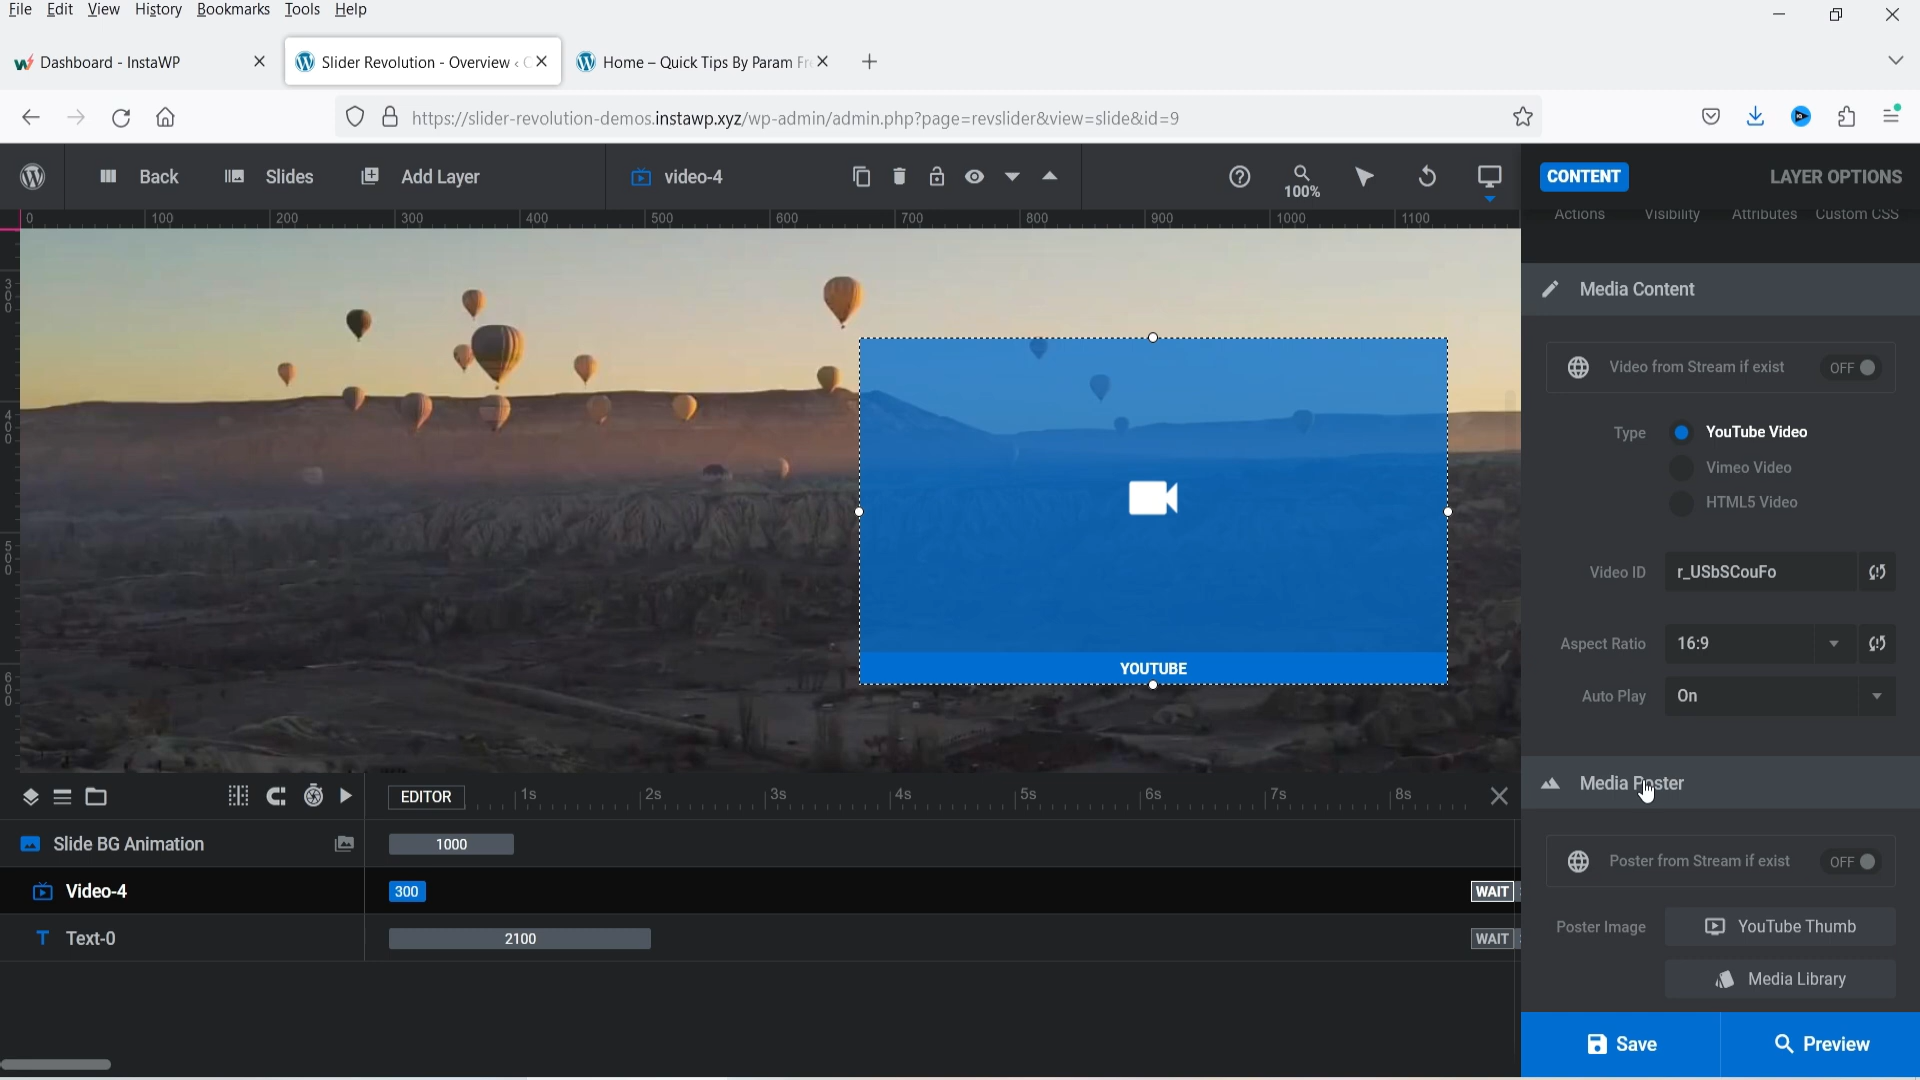 File Edit View History Bookmarks Tools Help
Dashboard - InstaWP
Slider Revolution - Overview ‹
Home – Quick Tips By Param
https://slider-revolution-demos.instawp.xyz/wp-admin/admin.php?page=revslider&view=slide&id=9
Back Slides Add Layer video-4 100% CONTENT LAYER OPTIONS
0 100 200 300 400 500 600 700 800 900 1000 1100
Actions Visibility Attributes Custom CSS
300
400
500
600
Media Content
Video from Stream if exist OFF
Type YouTube Video
Vimeo Video
HTML5 Video
Video ID r_USbSCouFo
Aspect Ratio 16:9
YOUTUBE
Auto Play On
Media Poster
Poster from Stream if exist OFF
Poster Image YouTube Thumb
Media Library
Save Preview
EDITOR 1s 2s 3s 4s 5s 6s 7s 8s
Slide BG Animation 1000
Video-4 300 WAIT
Text-0 2100 WAIT